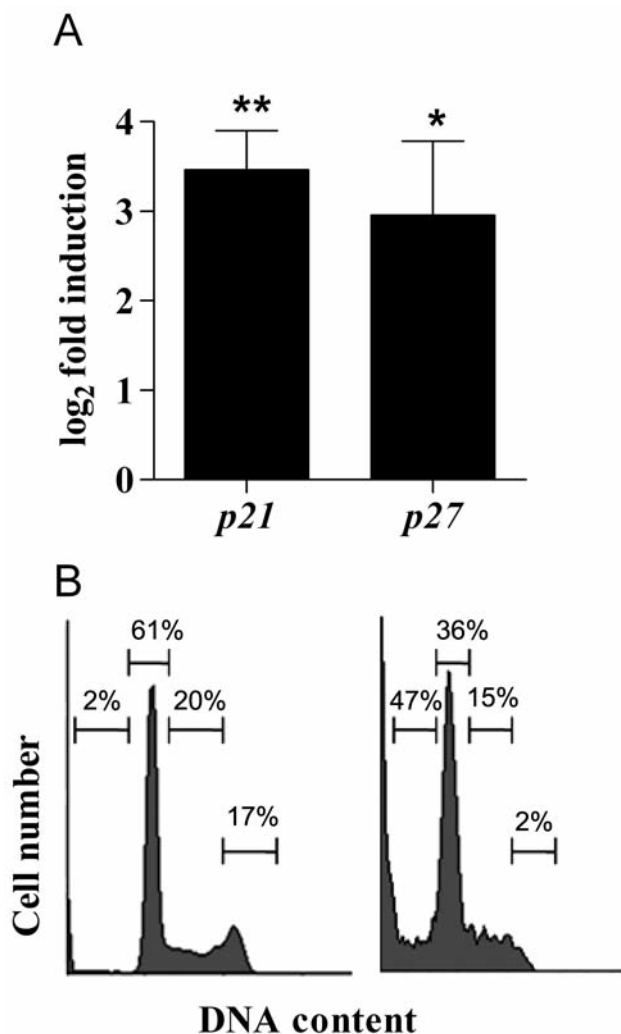 A
** *
4
3
2
1
0
log₂ fold induction
p21 p27
B
61% 36%
2% 20% 47% 15%
17% 2%
Cell number
DNA content